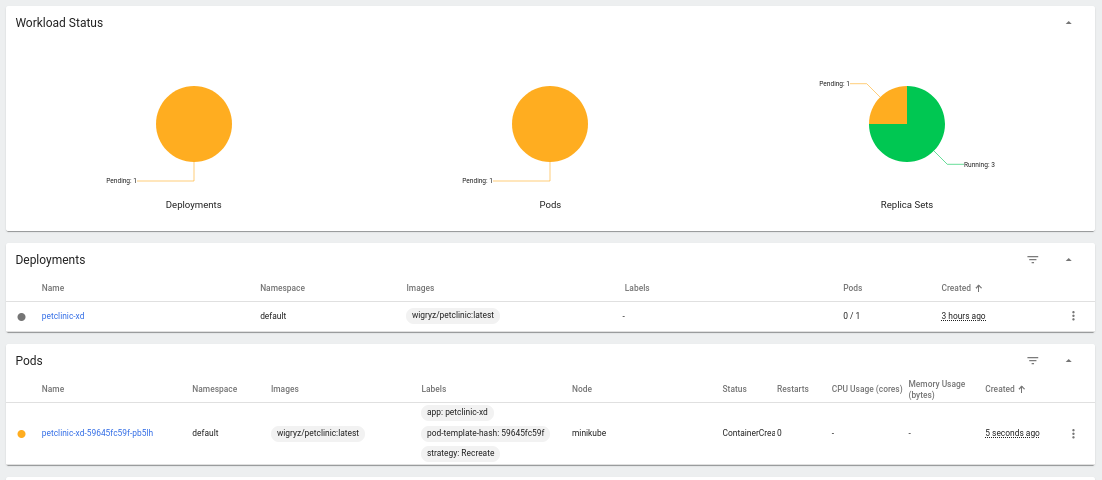 Workload Status
Pending: 1
Deployments
Pending: 1
Pods
Pending: 1
Running: 3
Replica Sets
Deployments
Name Namespace Images Labels Pods Created
petclinic-xd default wigryz/petclinic:latest - 0 / 1 3 hours ago
Pods
Name Namespace Images Labels Node Status Restarts CPU Usage (cores) Memory Usage (bytes) Created
app: petclinic-xd
petclinic-xd-59645fc59f-pb5lh default wigryz/petclinic:latest pod-template-hash: 59645fc59f minikube ContainerCrea 0 - - 5 seconds ago
strategy: Recreate